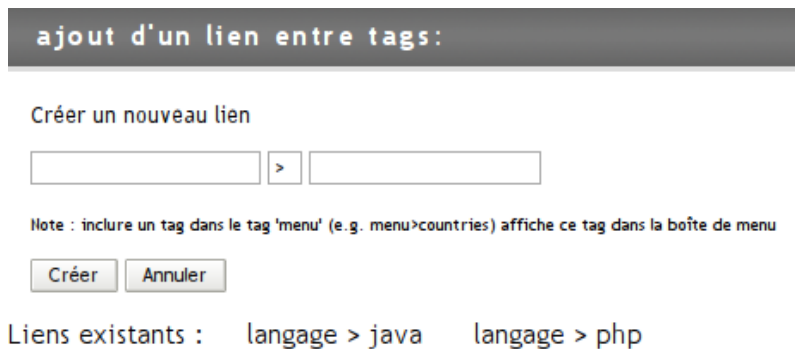 ajout d'un lien entre tags:
Créer un nouveau lien
>
Note : inclure un tag dans le tag 'menu' (e.g. menu>countries) affiche ce tag dans la boîte de menu
Créer Annuler
Liens existants : langage > java langage > php